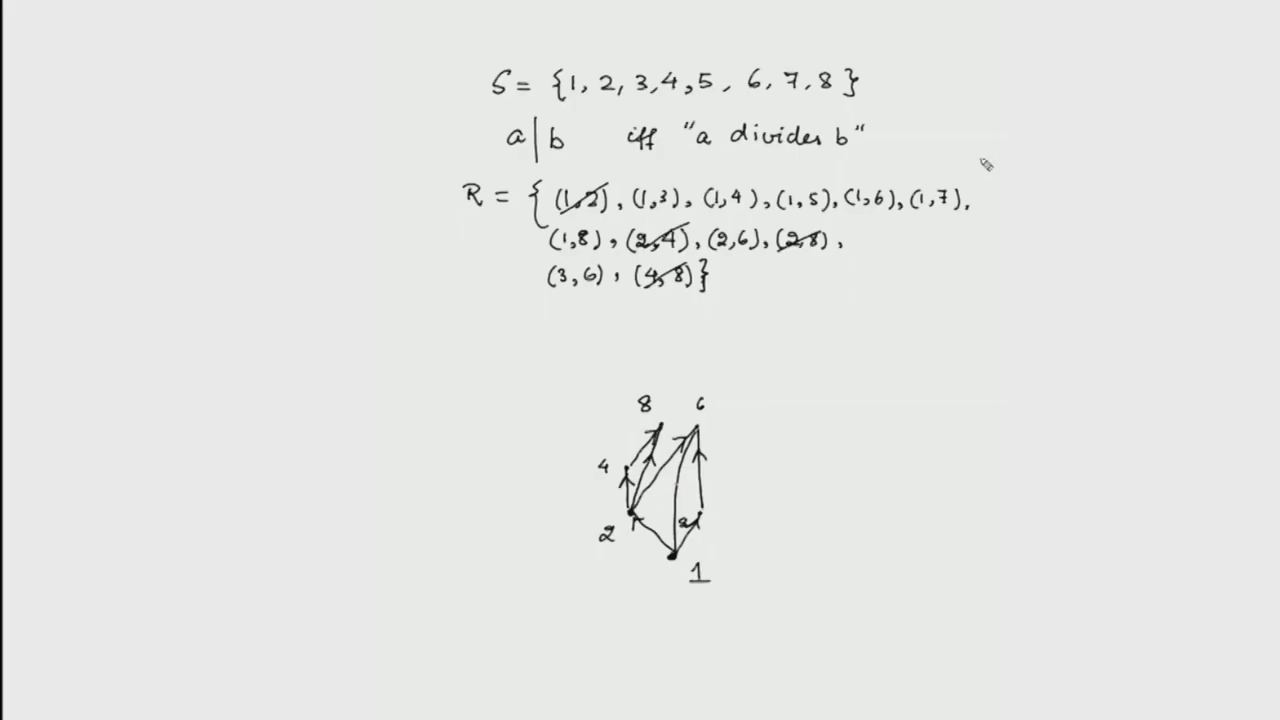 S = {1, 2, 3, 4, 5, 6, 7, 8}
a | b iff "a divides b"
R = { (1,2), (1,3), (1,4), (1,5), (1,6), (1,7),
(1,8), (2,4), (2,6), (2,8),
(3,6), (4,8)}
8 6
4
2
1